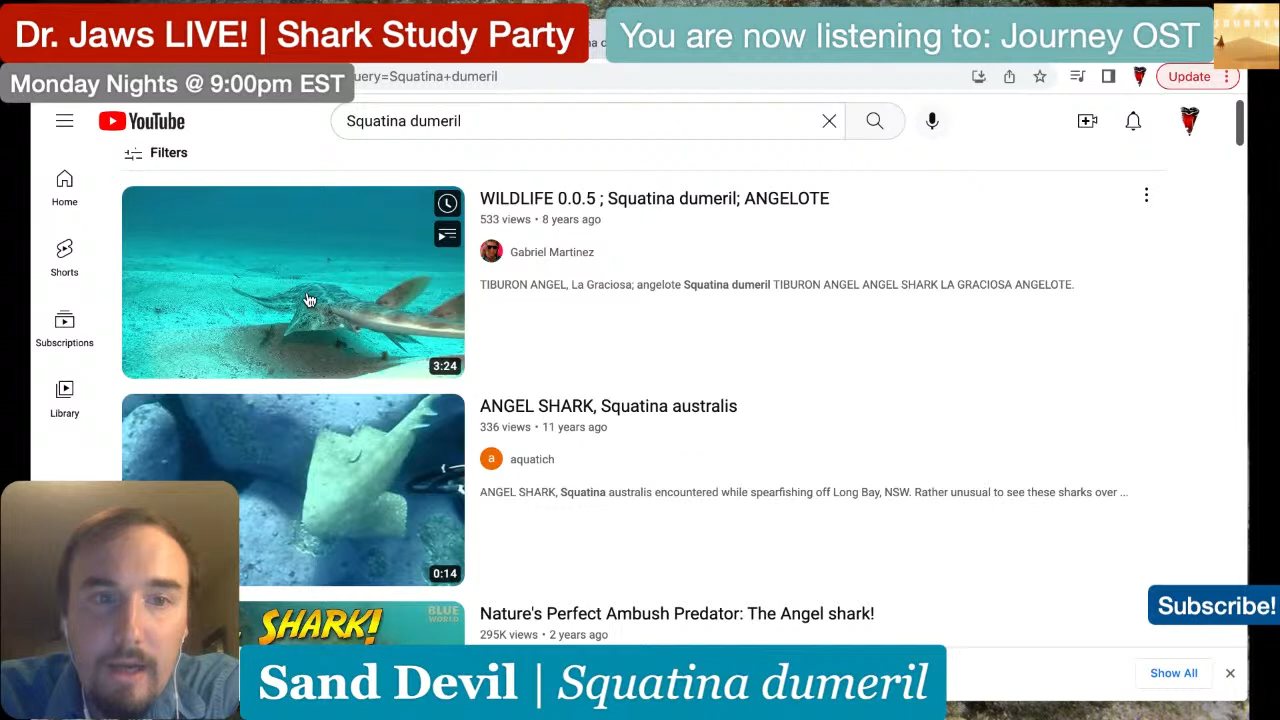 Dr. Jaws LIVE! | Shark Study Party
You are now listening to: Journey OST
JOURNEY
Monday Nights @ 9:00pm EST
uery=Squatina+dumeril
Update
YouTube
Squatina dumeril
Filters
Home
Shorts
Subscriptions
Library
WILDLIFE 0.0.5 ; Squatina dumeril; ANGELOTE
533 views • 8 years ago
Gabriel Martinez
TIBURON ANGEL, La Graciosa; angelote Squatina dumeril TIBURON ANGEL ANGEL SHARK LA GRACIOSA ANGELOTE.
3:24
ANGEL SHARK, Squatina australis
336 views • 11 years ago
a
aquatich
ANGEL SHARK, Squatina australis encountered while spearfishing off Long Bay, NSW. Rather unusual to see these sharks over ...
0:14
SHARK!
BLUE
WORLD
Nature's Perfect Ambush Predator: The Angel shark!
295K views • 2 years ago
Subscribe!
Sand Devil | Squatina dumeril
Show All